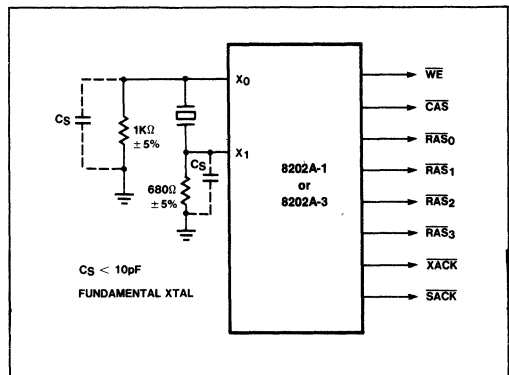 X0
CS
1KΩ
±5%
CS
X1
680Ω
±5%
CS < 10pF
FUNDAMENTAL XTAL
8202A-1
or
8202A-3
WE
CAS
RAS0
RAS1
RAS2
RAS3
XACK
SACK